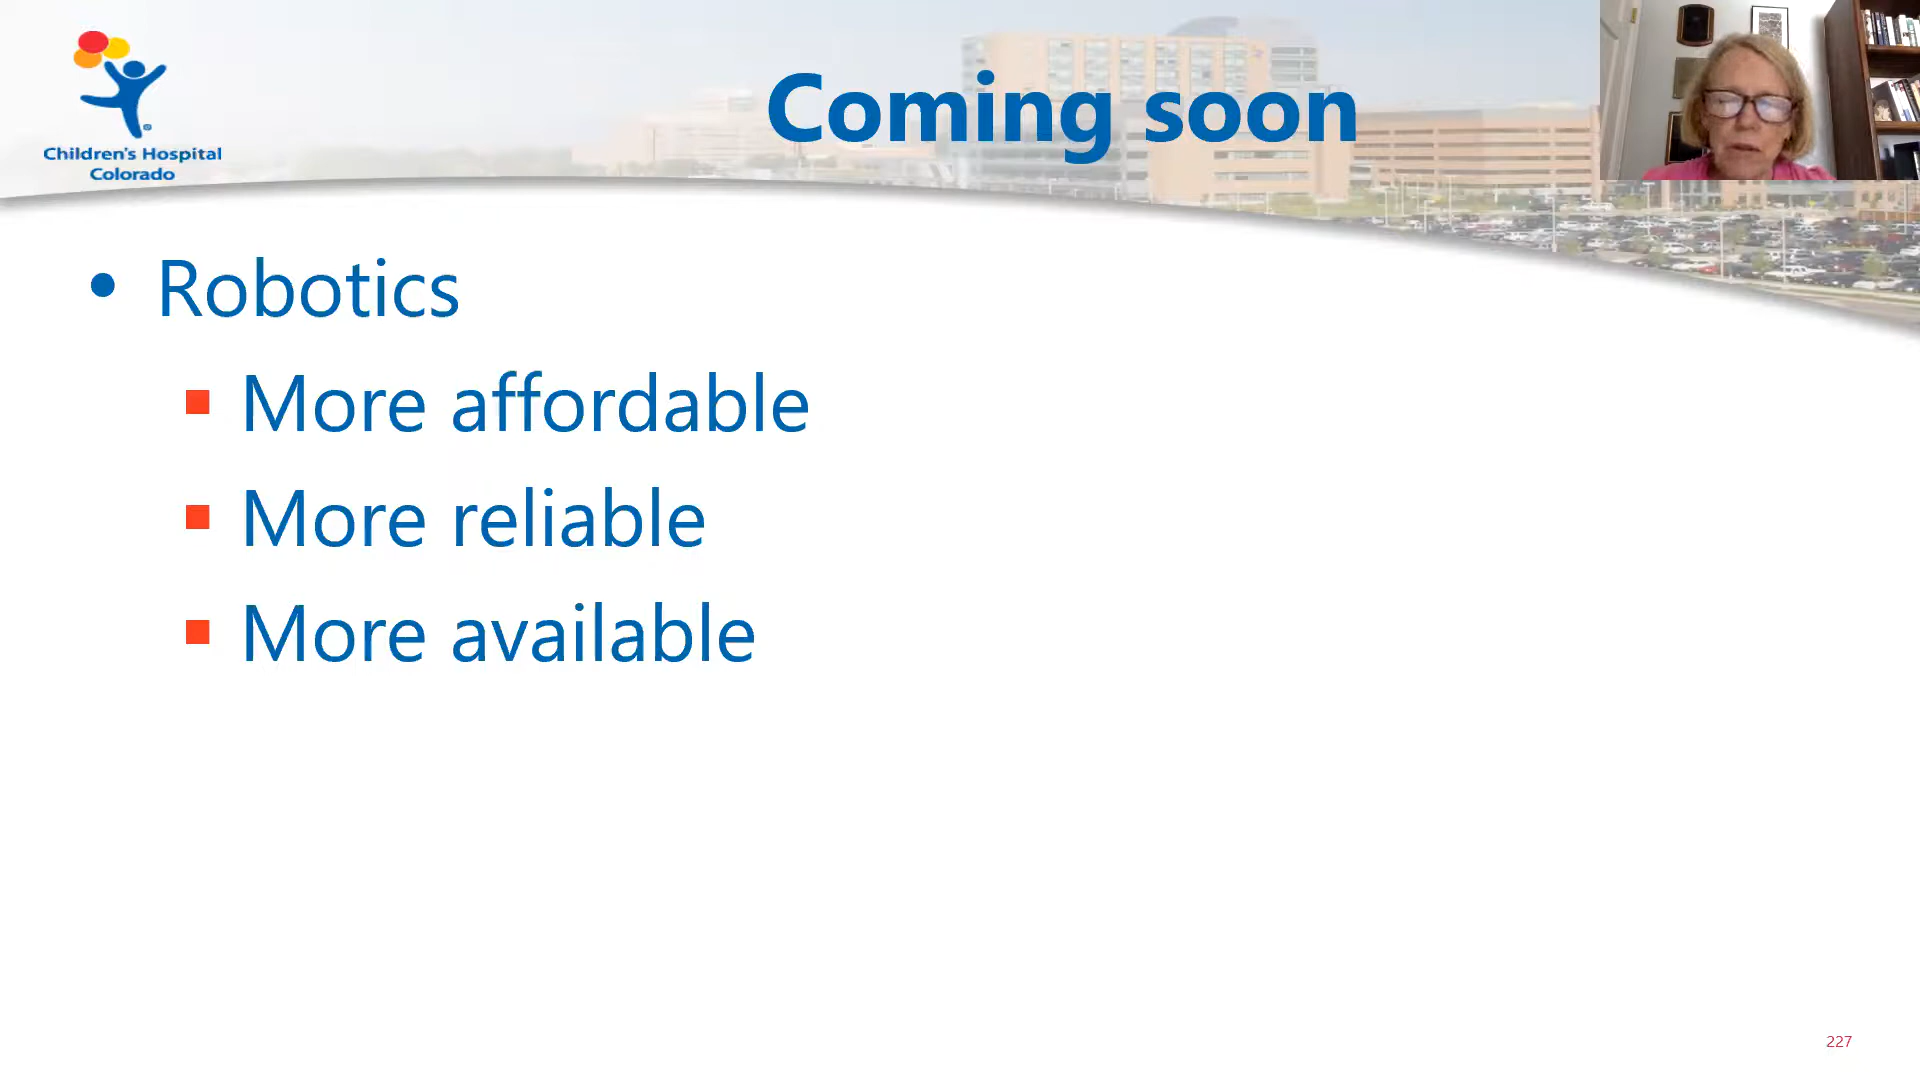 Children's Hospital
Colorado
Coming soon
• Robotics
▪ More affordable
▪ More reliable
▪ More available
227